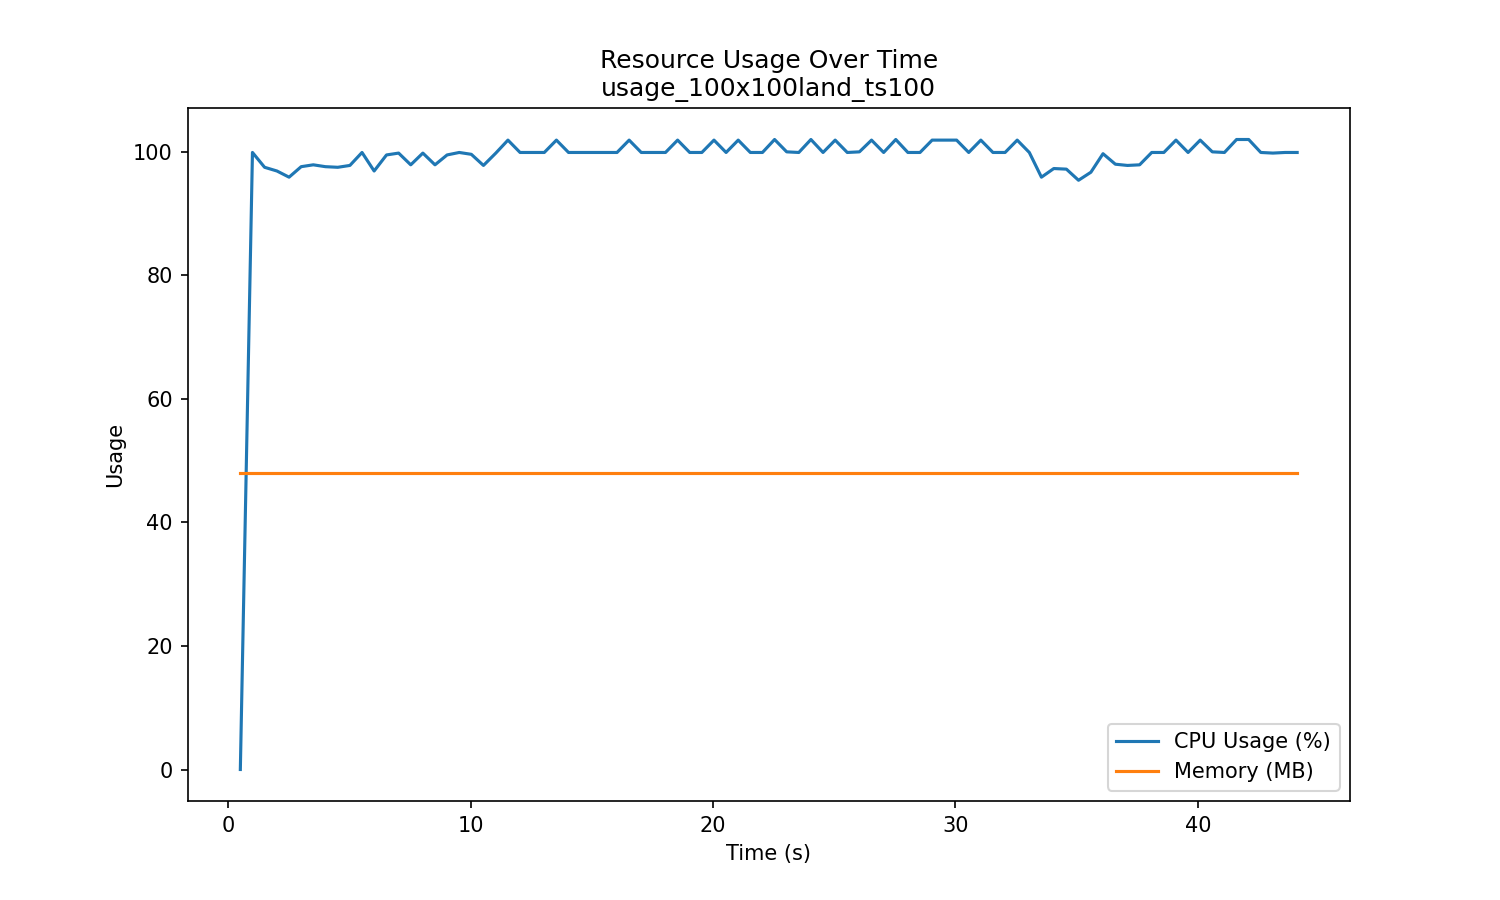 Resource Usage Over Time
usage_100x100land_ts100
100
80
60
40
20
0
Usage
0 10 20 30 40
Time (s)
CPU Usage (%)
Memory (MB)